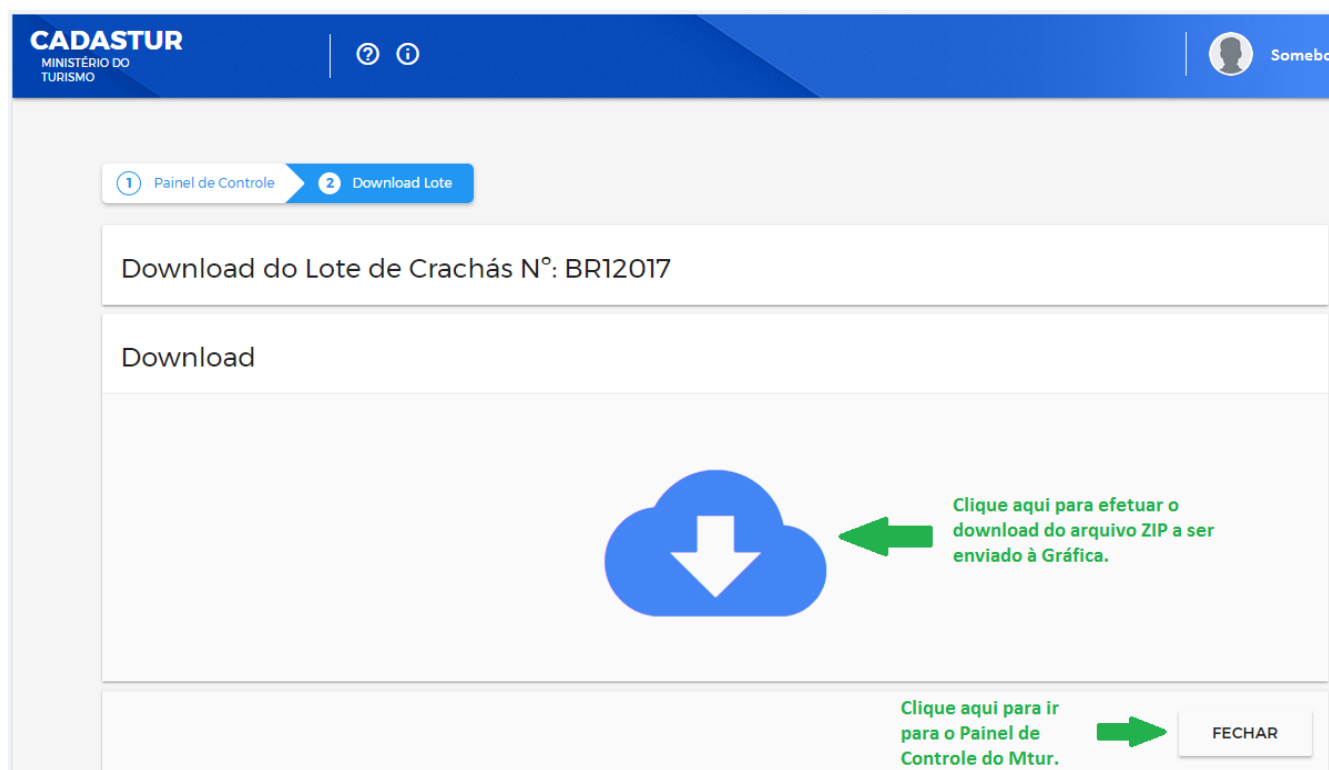 CADASTUR
MINISTÉRIO DO
TURISMO
Somebo
1 Painel de Controle
2 Download Lote
Download do Lote de Crachás Nº: BR12017
Download
Clique aqui para efetuar o
download do arquivo ZIP a ser
enviado à Gráfica.
Clique aqui para ir
para o Painel de
Controle do Mtur.
FECHAR